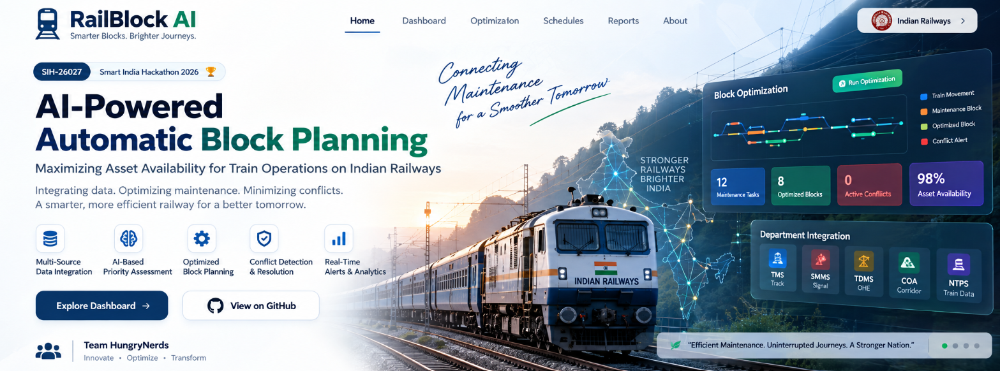 RailBlock AI
Smarter Blocks. Brighter Journeys.
Home
Dashboard
Optimizaton
Schedules
Reports
About
Indian Railways
SIH-26027
Smart India Hackathon 2026
AI-Powered
Automatic Block Planning
Maximizing Asset Availability for Train Operations on Indian Railways
Integrating data. Optimizing maintenance. Minimizing conflicts.
A smarter, more efficient railway for a better tomorrow.
Multi-Source
Data Integration
AI-Based
Priority Assessment
Optimized
Block Planning
Conflict Detection
& Resolution
Real-Time
Alerts & Analytics
Explore Dashboard →
View on GitHub
Team HungryNerds
Innovate • Optimize • Transform
Connecting
Maintenance
for a Smoother Tomorrow
STRONGER
RAILWAYS
BRIGHTER
INDIA
INDIAN RAILWAYS
Block Optimization
Run Optimization
Train Movement
Maintenance Block
Optimized Block
Conflict Alert
12
Maintenance Tasks
8
Optimized Blocks
0
Active Conflicts
98%
Asset Availability
Department Integration
TMS
Track
SMMS
Signal
TDMS
OHE
COA
Corridor
NTPS
Train Data
"Efficient Maintenance. Uninterrupted Journeys. A Stronger Nation."